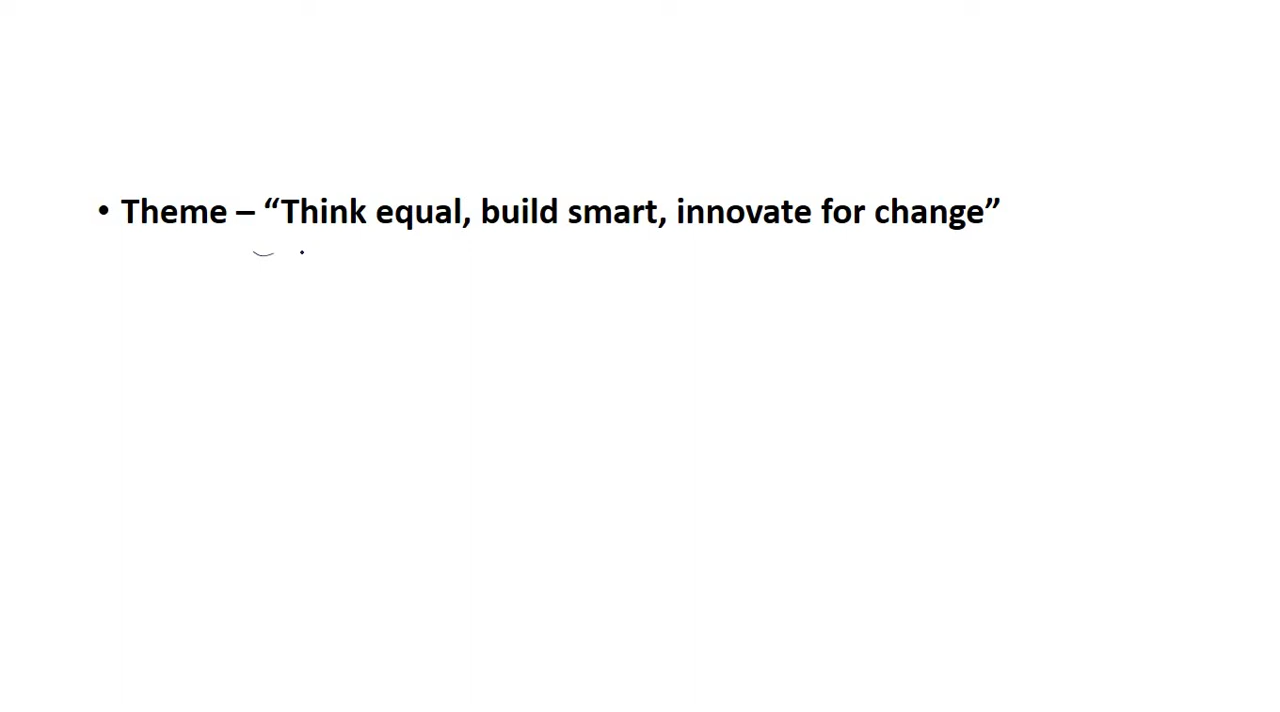 • Theme – “Think equal, build smart, innovate for change”